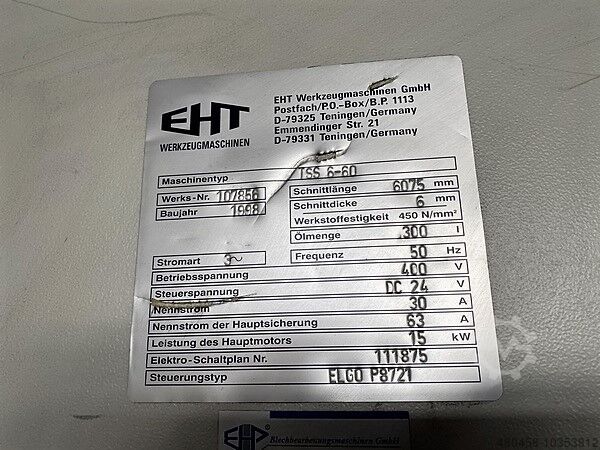 EHT
WERKZEUGMASCHINEN
EHT Werkzeugmaschinen GmbH
Postfach/P.O.-Box/B.P. 1113
D-79325 Teningen/Germany
Emmendinger Str. 21
D-79331 Teningen/Germany
Maschinentyp TSS 6-60
Werks-Nr. 107856
Baujahr 1998
Schnittlänge 6075 mm
Schnittdicke 6 mm
Werkstoffestigkeit 450 N/mm²
Ölmenge 300 l
Stromart 3~
Frequenz 50 Hz
Betriebsspannung 400 V
Steuerspannung DC 24 V
Nennstrom 30 A
Nennstrom der Hauptsicherung 63 A
Leistung des Hauptmotors 15 kW
Elektro-Schaltplan Nr. 111875
Steuerungstyp ELGO P8721
Blechbearbeitungsmaschinen GmbH
480458-10353812